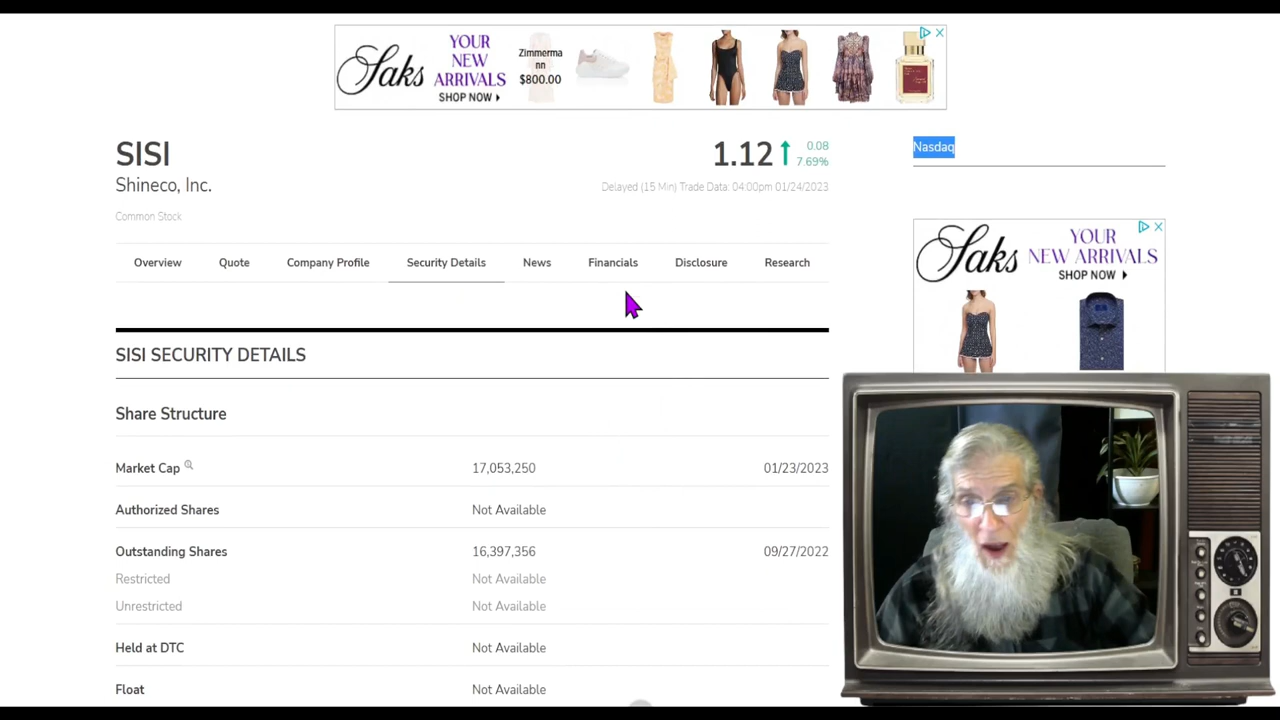 Saks
YOUR
NEW
ARRIVALS
SHOP NOW
Zimmerma
nn
$800.00
SISI
Shineco, Inc.
Common Stock
1.12
0.08
7.69%
Delayed (15 Min) Trade Data: 04:00pm 01/24/2023
Nasdaq
Saks
YOUR
NEW ARRIVALS
SHOP NOW
Overview Quote Company Profile Security Details News Financials Disclosure Research
SISI SECURITY DETAILS
Share Structure
Market Cap 17,053,250 01/23/2023
Authorized Shares Not Available
Outstanding Shares 16,397,356 09/27/2022
Restricted Not Available
Unrestricted Not Available
Held at DTC Not Available
Float Not Available